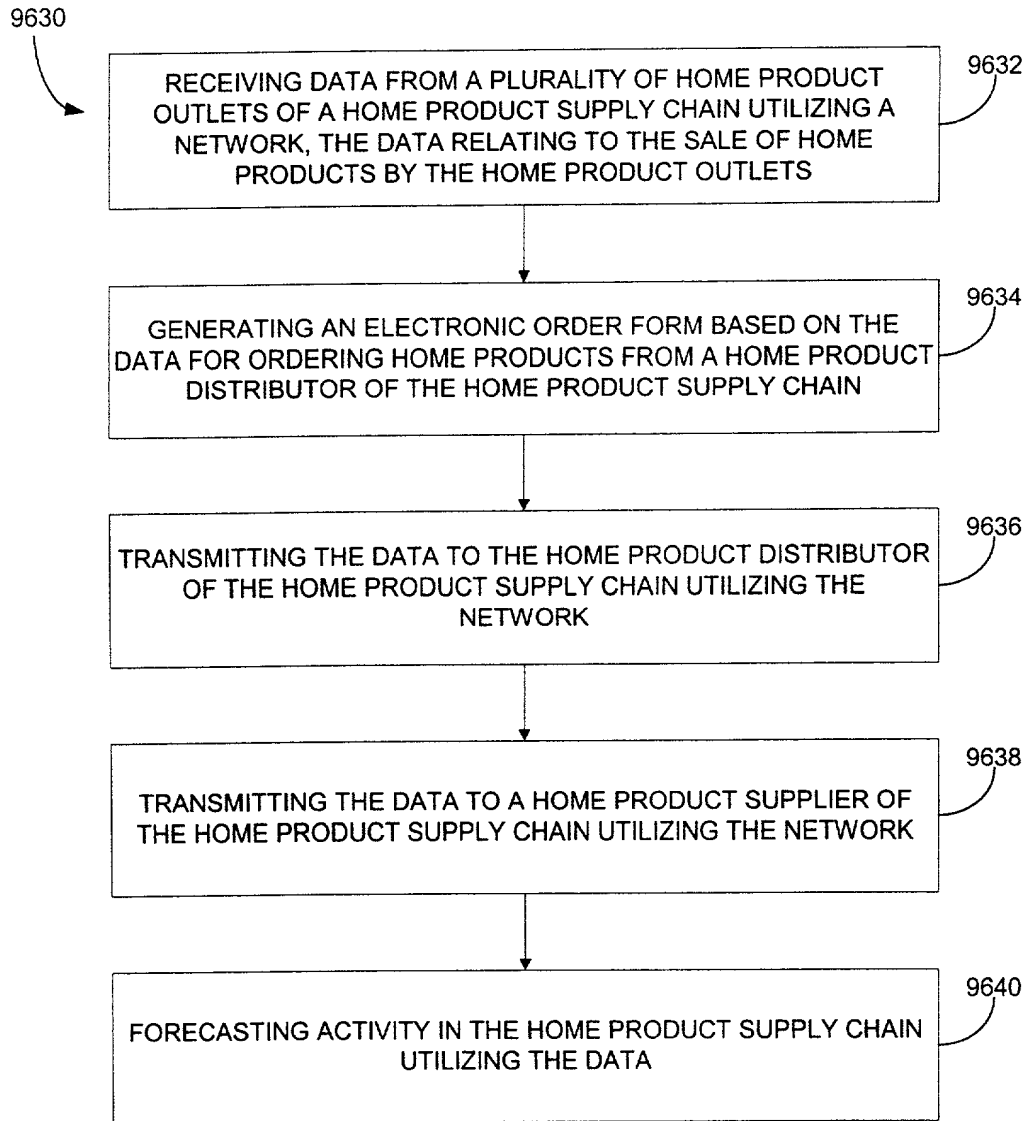 9630
RECEIVING DATA FROM A PLURALITY OF HOME PRODUCT
OUTLETS OF A HOME PRODUCT SUPPLY CHAIN UTILIZING A
NETWORK, THE DATA RELATING TO THE SALE OF HOME
PRODUCTS BY THE HOME PRODUCT OUTLETS
9632
GENERATING AN ELECTRONIC ORDER FORM BASED ON THE
DATA FOR ORDERING HOME PRODUCTS FROM A HOME PRODUCT
DISTRIBUTOR OF THE HOME PRODUCT SUPPLY CHAIN
9634
TRANSMITTING THE DATA TO THE HOME PRODUCT DISTRIBUTOR
OF THE HOME PRODUCT SUPPLY CHAIN UTILIZING THE
NETWORK
9636
TRANSMITTING THE DATA TO A HOME PRODUCT SUPPLIER OF
THE HOME PRODUCT SUPPLY CHAIN UTILIZING THE NETWORK
9638
FORECASTING ACTIVITY IN THE HOME PRODUCT SUPPLY CHAIN
UTILIZING THE DATA
9640